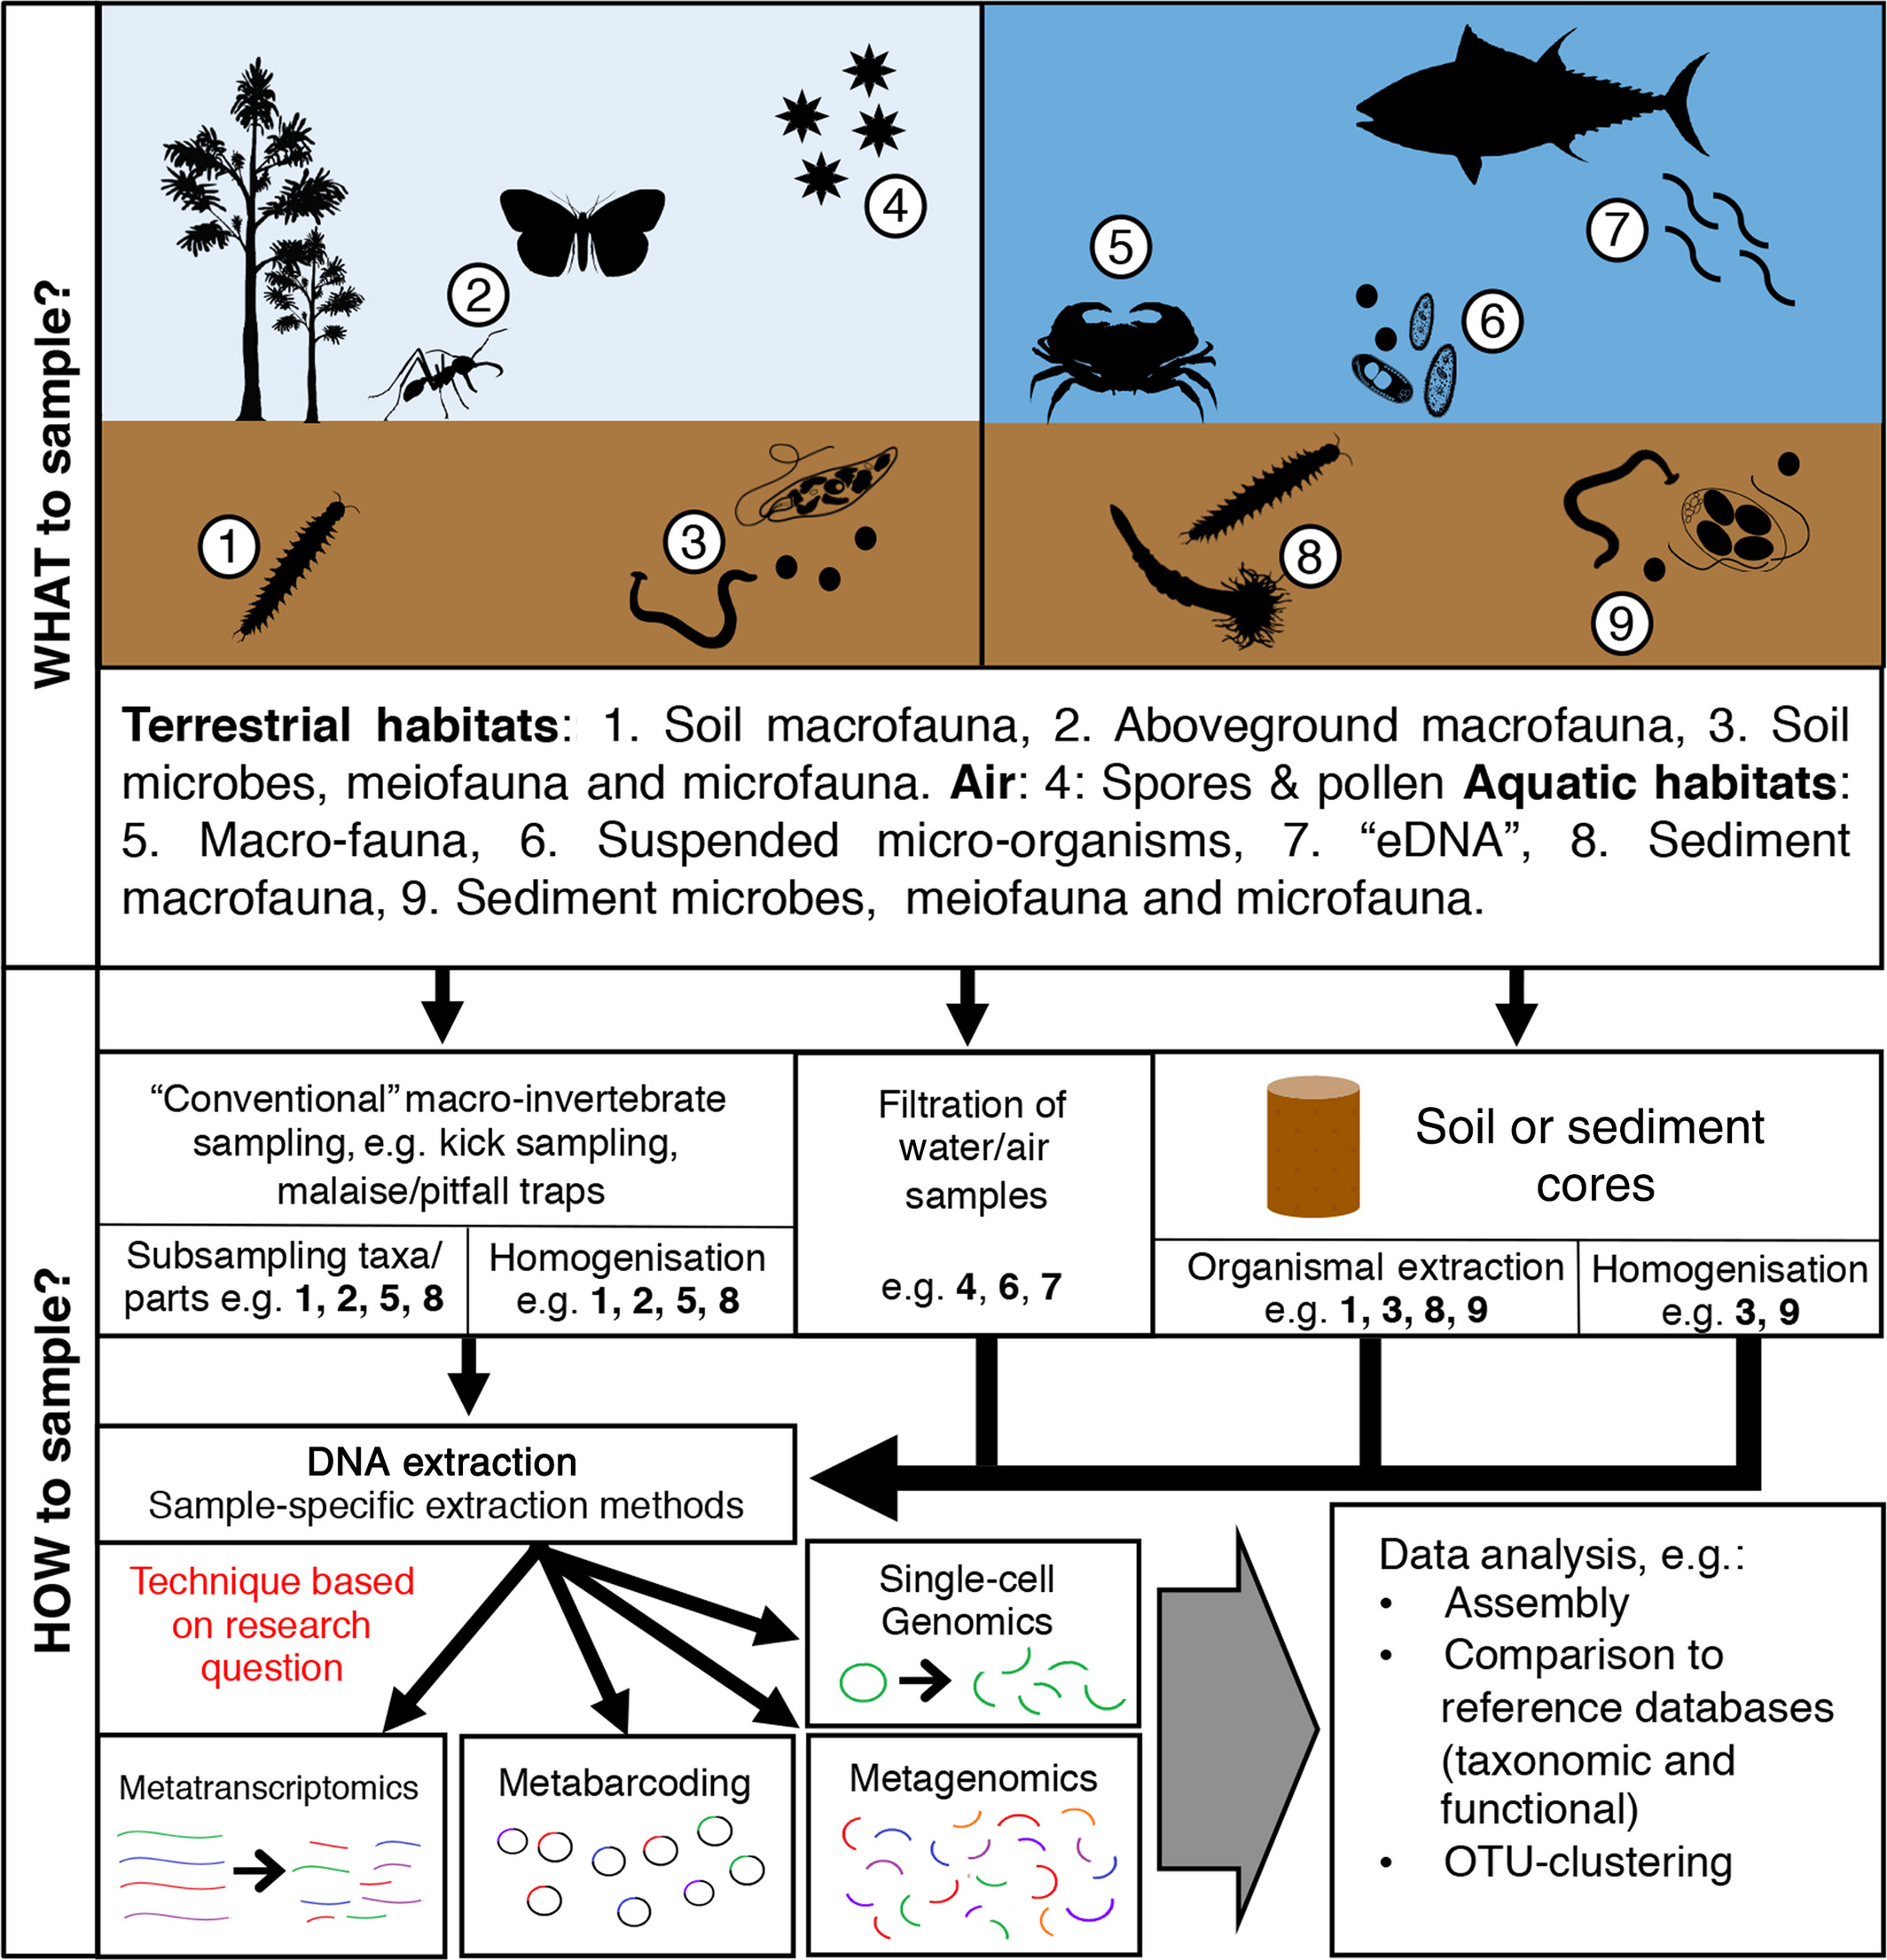 WHAT to sample?
4
2
7
5
6
1
3
8
9
Terrestrial habitats: 1. Soil macrofauna, 2. Aboveground macrofauna, 3. Soil
microbes, meiofauna and microfauna. Air: 4: Spores & pollen Aquatic habitats:
5. Macro-fauna, 6. Suspended micro-organisms, 7. “eDNA”, 8. Sediment
macrofauna, 9. Sediment microbes, meiofauna and microfauna.
HOW to sample?
“Conventional” macro-invertebrate
sampling, e.g. kick sampling,
malaise/pitfall traps
Subsampling taxa/
parts e.g. 1, 2, 5, 8
Homogenisation
e.g. 1, 2, 5, 8
Filtration of
water/air
samples
e.g. 4, 6, 7
Soil or sediment
cores
Organismal extraction
e.g. 1, 3, 8, 9
Homogenisation
e.g. 3, 9
DNA extraction
Sample-specific extraction methods
Technique based
on research
question
Single-cell
Genomics
Metatranscriptomics
Metabarcoding
Metagenomics
Data analysis, e.g.:
• Assembly
• Comparison to
reference databases
(taxonomic and
functional)
• OTU-clustering